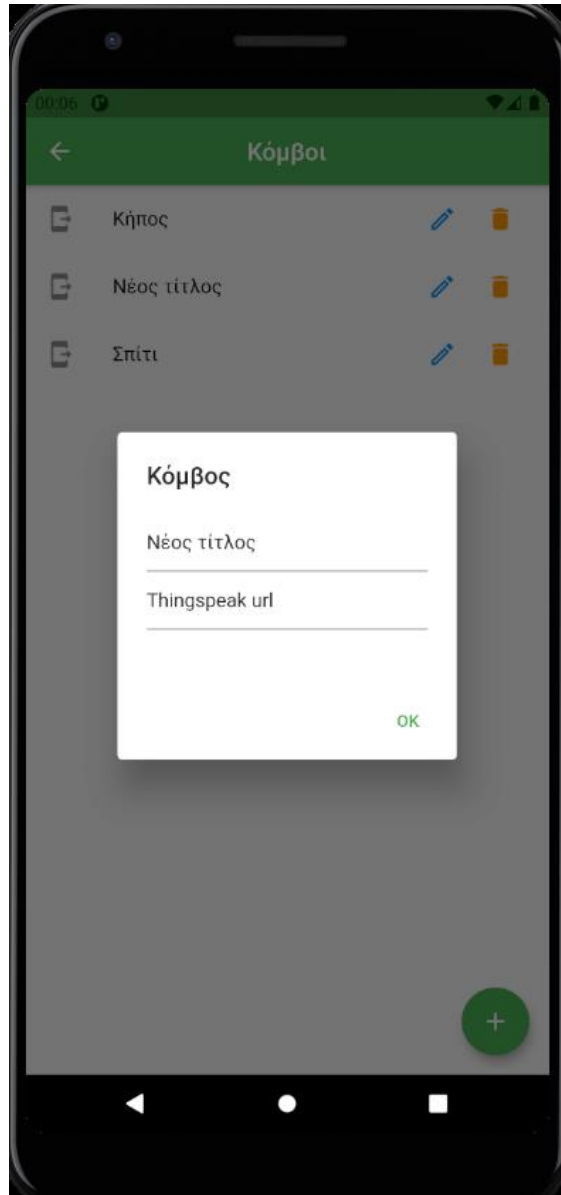 00:06
Κόμβοι
Κήπος
Νέος τίτλος
Σπίτι
Κόμβος
Νέος τίτλος
Thingspeak url
OK